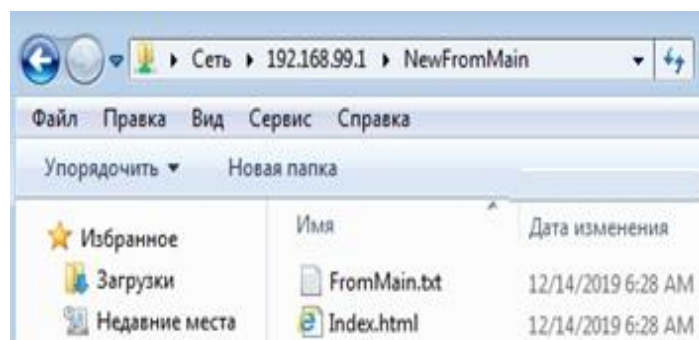 Сеть 192.168.99.1 NewFromMain
Файл Правка Вид Сервис Справка
Упорядочить Новая папка
Избранное
Загрузки
Недавние места
Имя Дата изменения
FromMain.txt 12/14/2019 6:28 AM
Index.html 12/14/2019 6:28 AM